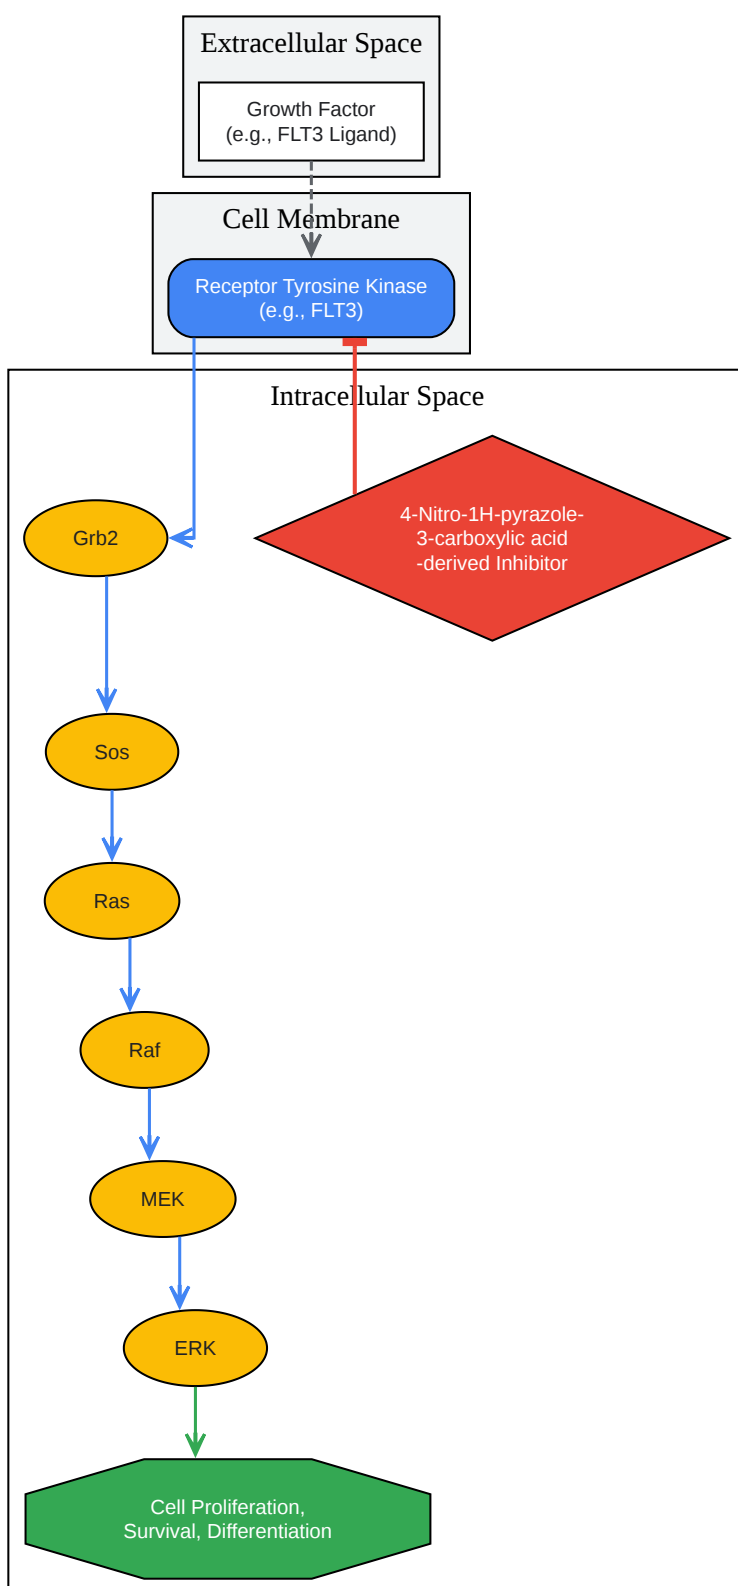 Extracellular Space
Growth Factor
(e.g., FLT3 Ligand)
Cell Membrane
Receptor Tyrosine Kinase
(e.g., FLT3)
Intracellular Space
Grb2
4-Nitro-1H-pyrazole-
3-carboxylic acid
-derived Inhibitor
Sos
Ras
Raf
MEK
ERK
Cell Proliferation,
Survival, Differentiation